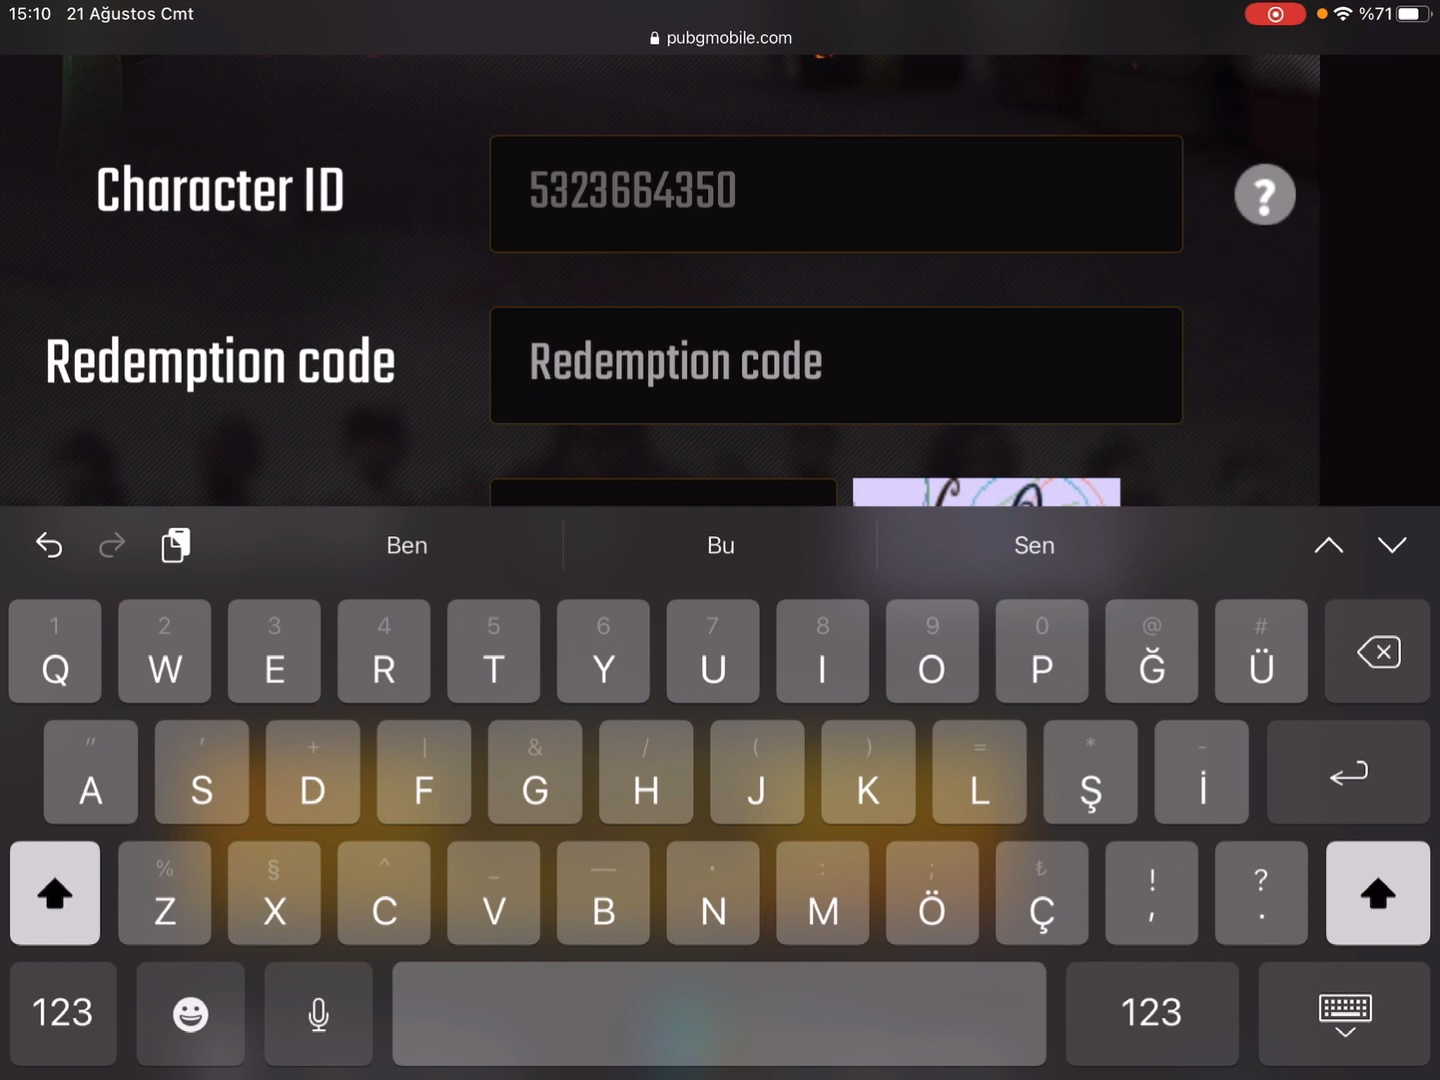 15:10 21 Ağustos Cmt %71
pubgmobile.com
Character ID 5323664350 ?
Redemption code Redemption code
Ben Bu Sen
1 2 3 4 5 6 7 8 9 0 @ #
Q W E R T Y U I O P Ğ Ü
" ' + | & / ( ) = * -
A S D F G H J K L Ş İ
% § ^ _ — · : ; ₺ ! ?
Z X C V B N M Ö Ç , .
123 123